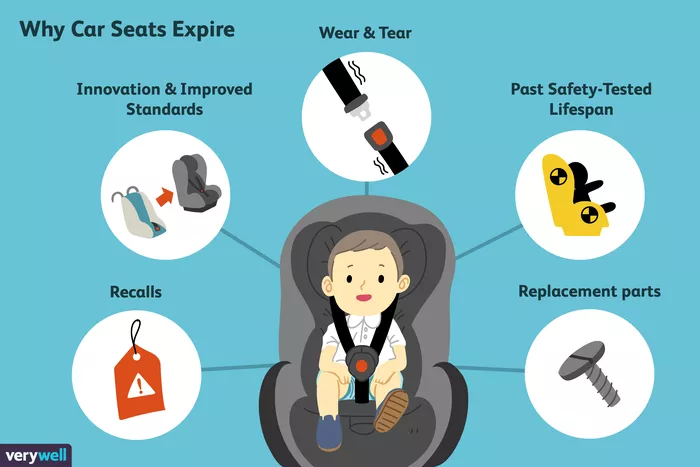 Why Car Seats Expire
Wear & Tear
Innovation & Improved
Standards
Past Safety-Tested
Lifespan
Recalls
Replacement parts
verywell